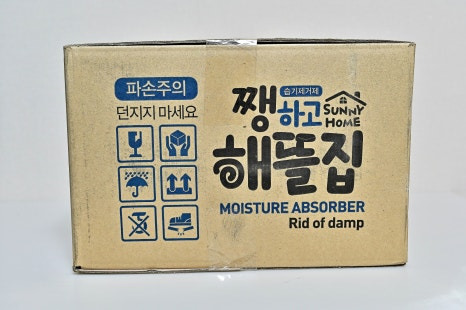 파손주의
던지지 마세요
습기제거제
쨍하고
SUNNY
HOME
해뜰집
MOISTURE ABSORBER
Rid of damp